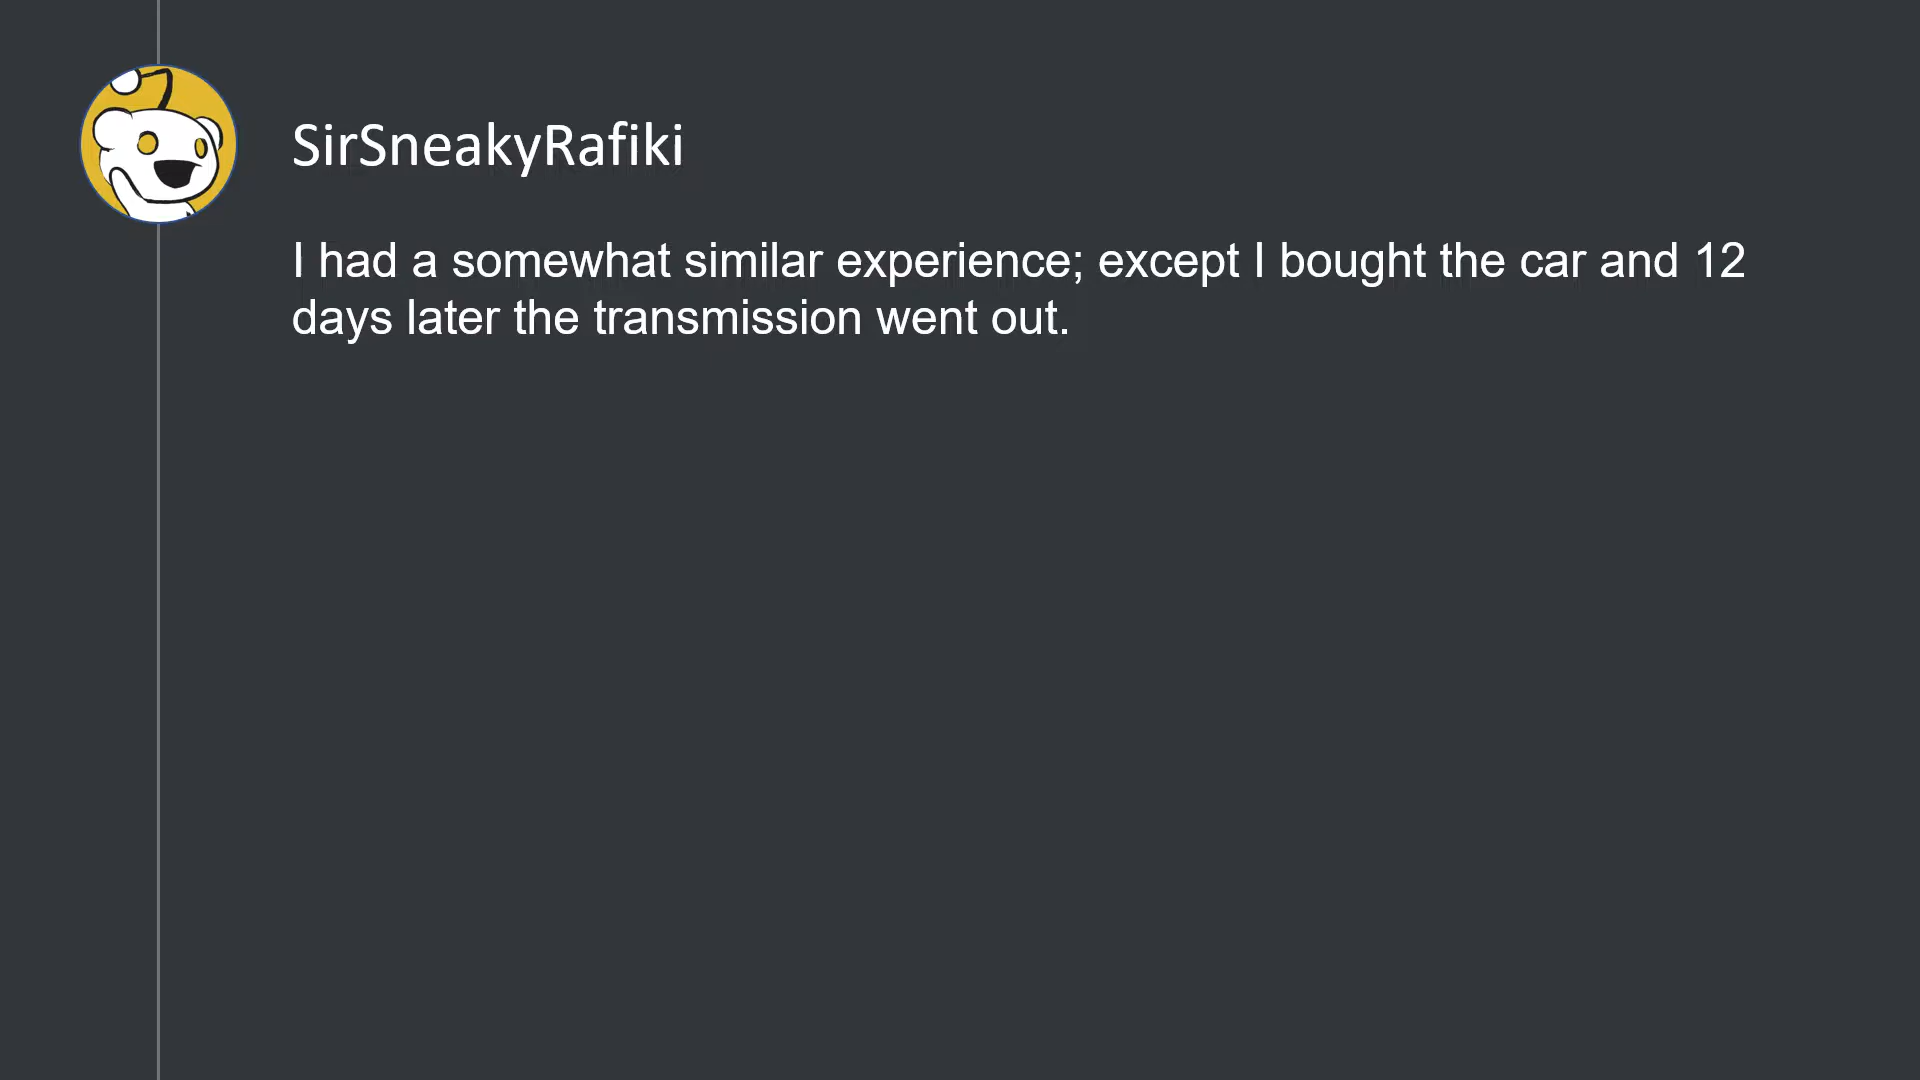 SirSneakyRafiki
I had a somewhat similar experience; except I bought the car and 12
days later the transmission went out.